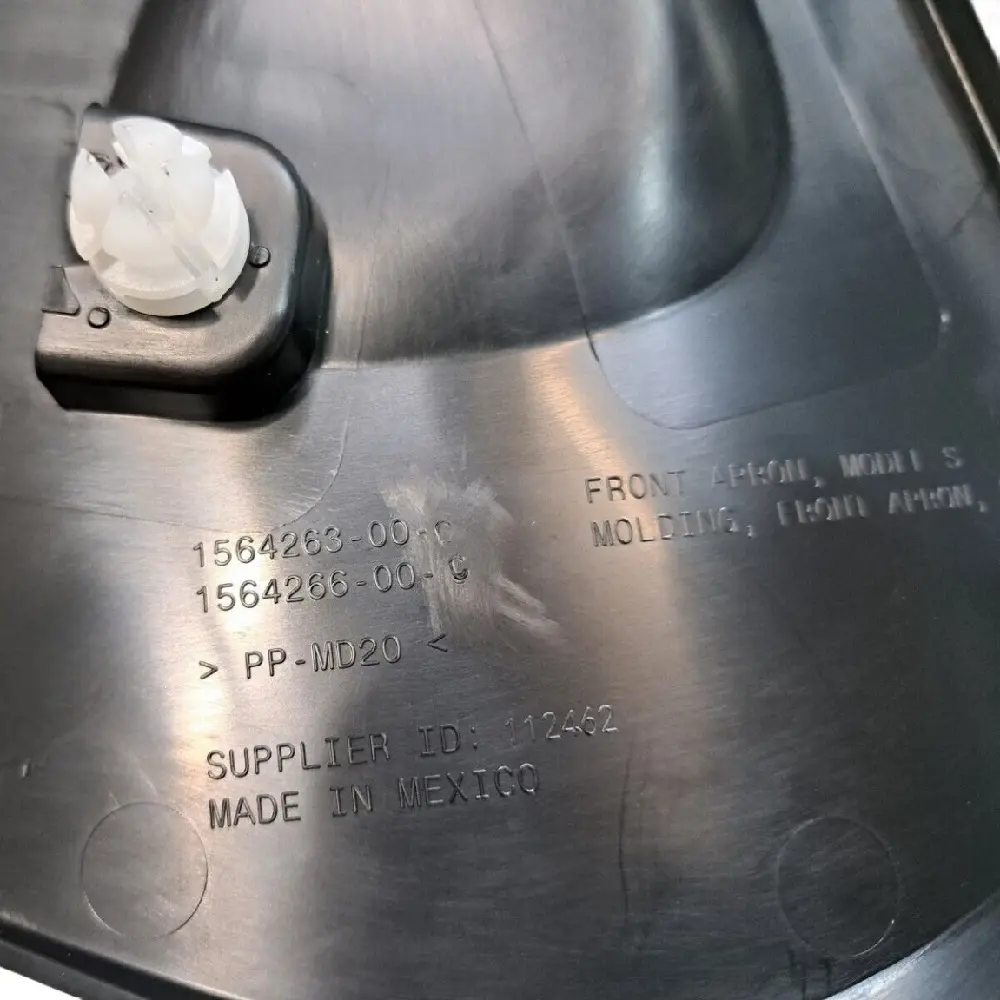 FRONT APRON, MODEL S
MOLDING, FRONT APRON,
1564263-00-C
1564266-00-C
> PP-MD20 <
SUPPLIER ID: 112462
MADE IN MEXICO